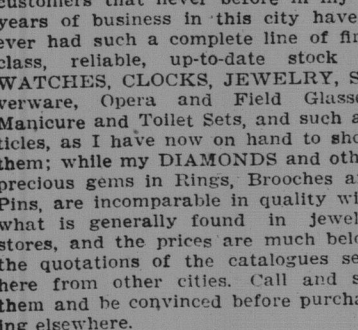 customers that never before in my
years of business in this city have
ever had such a complete line of fir
class, reliable, up-to-date stock
WATCHES, CLOCKS, JEWELRY, S
verware, Opera and Field Glasse
Manicure and Toilet Sets, and such a
ticles, as I have now on hand to sho
them; while my DIAMONDS and oth
precious gems in Rings, Brooches a
Pins, are incomparable in quality wi
what is generally found in jewel
stores, and the prices are much belo
the quotations of the catalogues se
here from other cities. Call and s
them and be convinced before purcha
ing elsewhere.